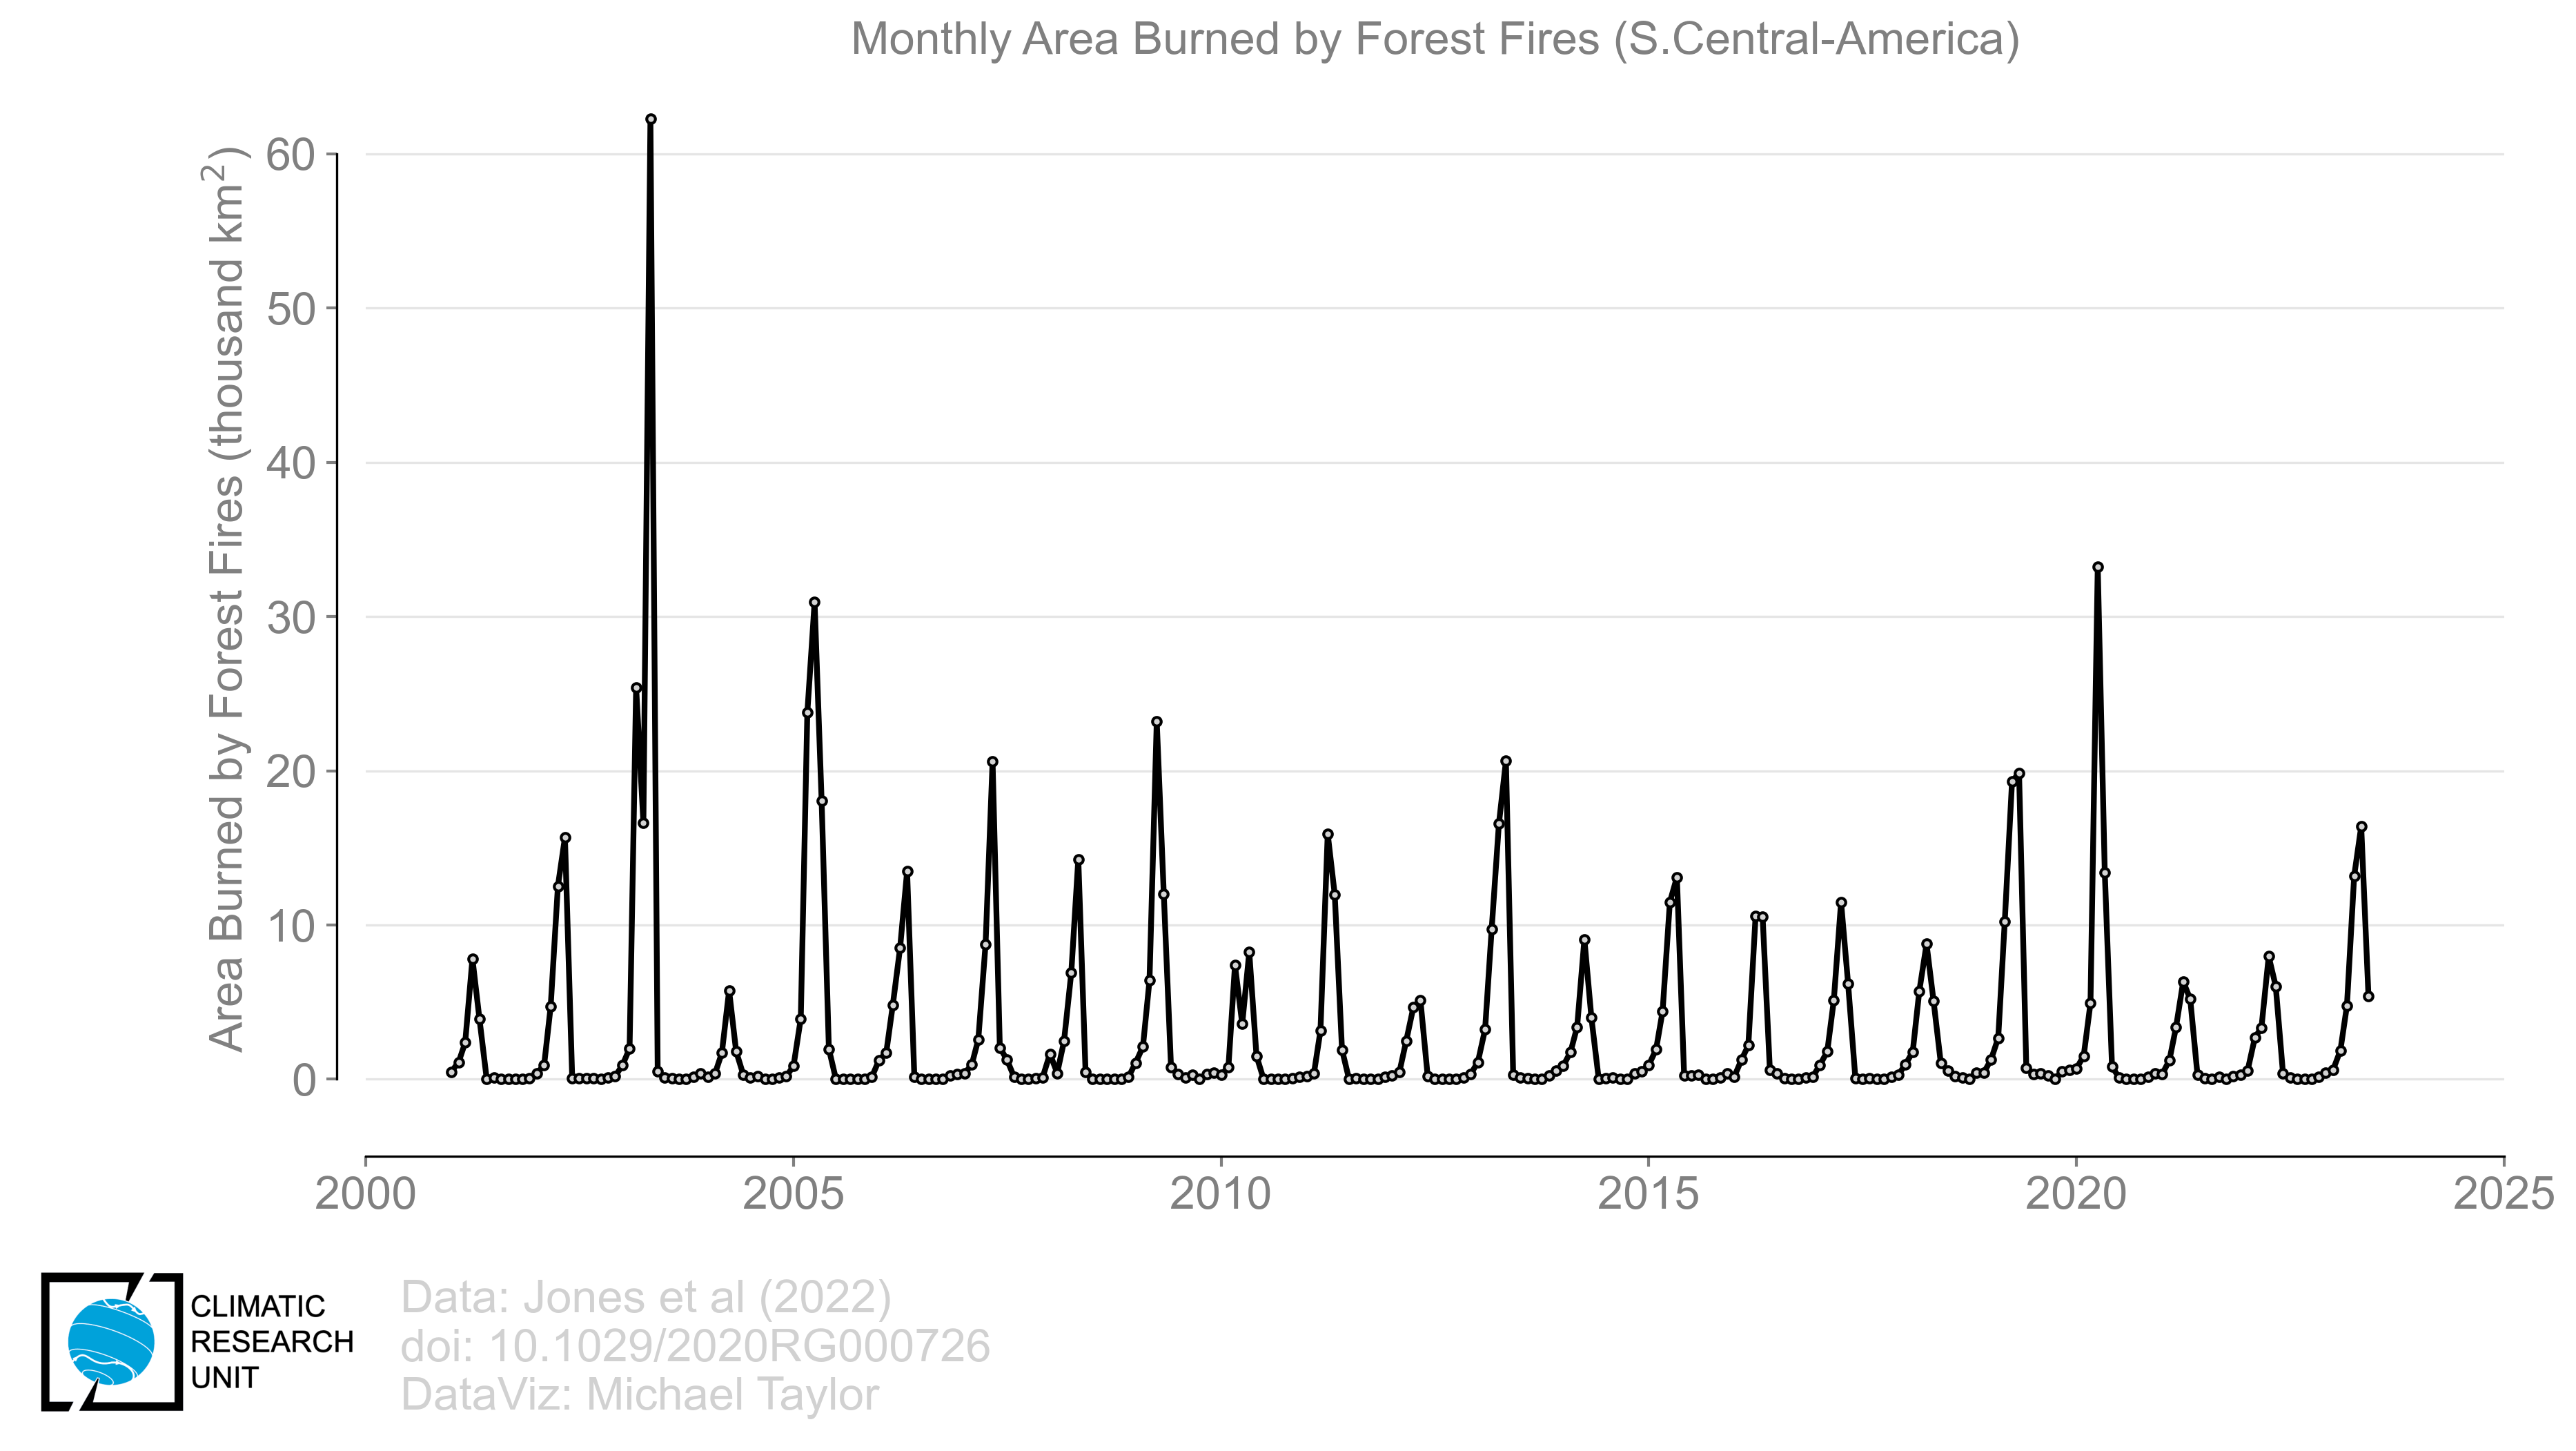 Monthly Area Burned by Forest Fires (S.Central-America)
Area Burned by Forest Fires (thousand km²)
60
50
40
30
20
10
0
2000 2005 2010 2015 2020 2025
CLIMATIC
RESEARCH
UNIT
Data: Jones et al (2022)
doi: 10.1029/2020RG000726
DataViz: Michael Taylor